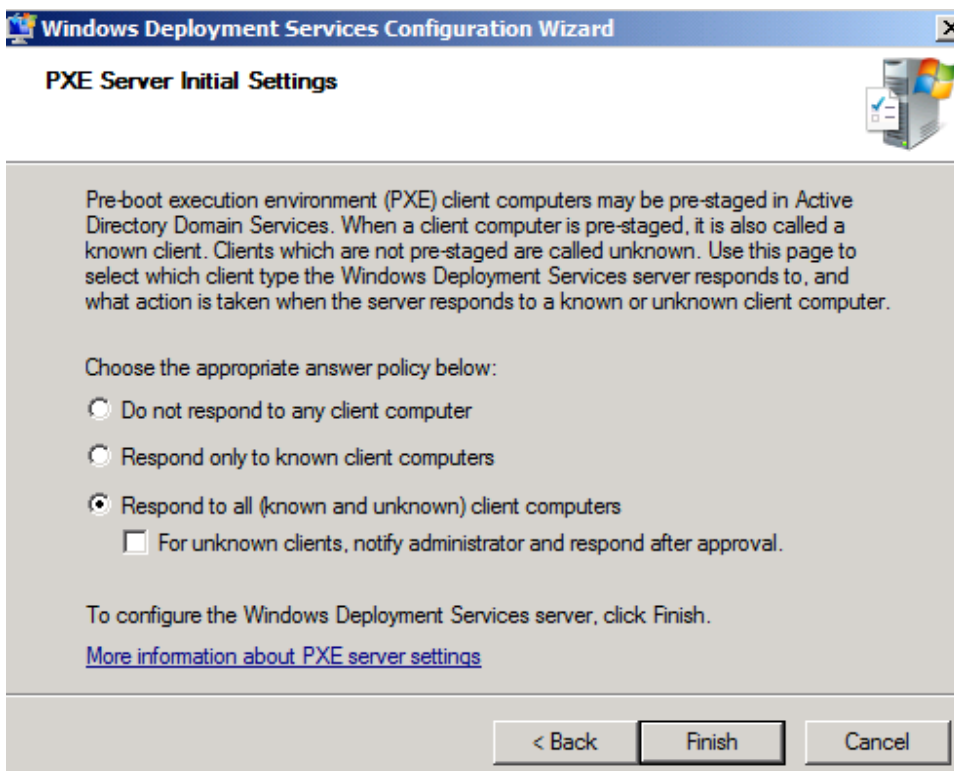 Windows Deployment Services Configuration Wizard
PXE Server Initial Settings
Pre-boot execution environment (PXE) client computers may be pre-staged in Active
Directory Domain Services. When a client computer is pre-staged, it is also called a
known client. Clients which are not pre-staged are called unknown. Use this page to
select which client type the Windows Deployment Services server responds to, and
what action is taken when the server responds to a known or unknown client computer.
Choose the appropriate answer policy below:
Do not respond to any client computer
Respond only to known client computers
Respond to all (known and unknown) client computers
For unknown clients, notify administrator and respond after approval.
To configure the Windows Deployment Services server, click Finish.
More information about PXE server settings
< Back Finish Cancel